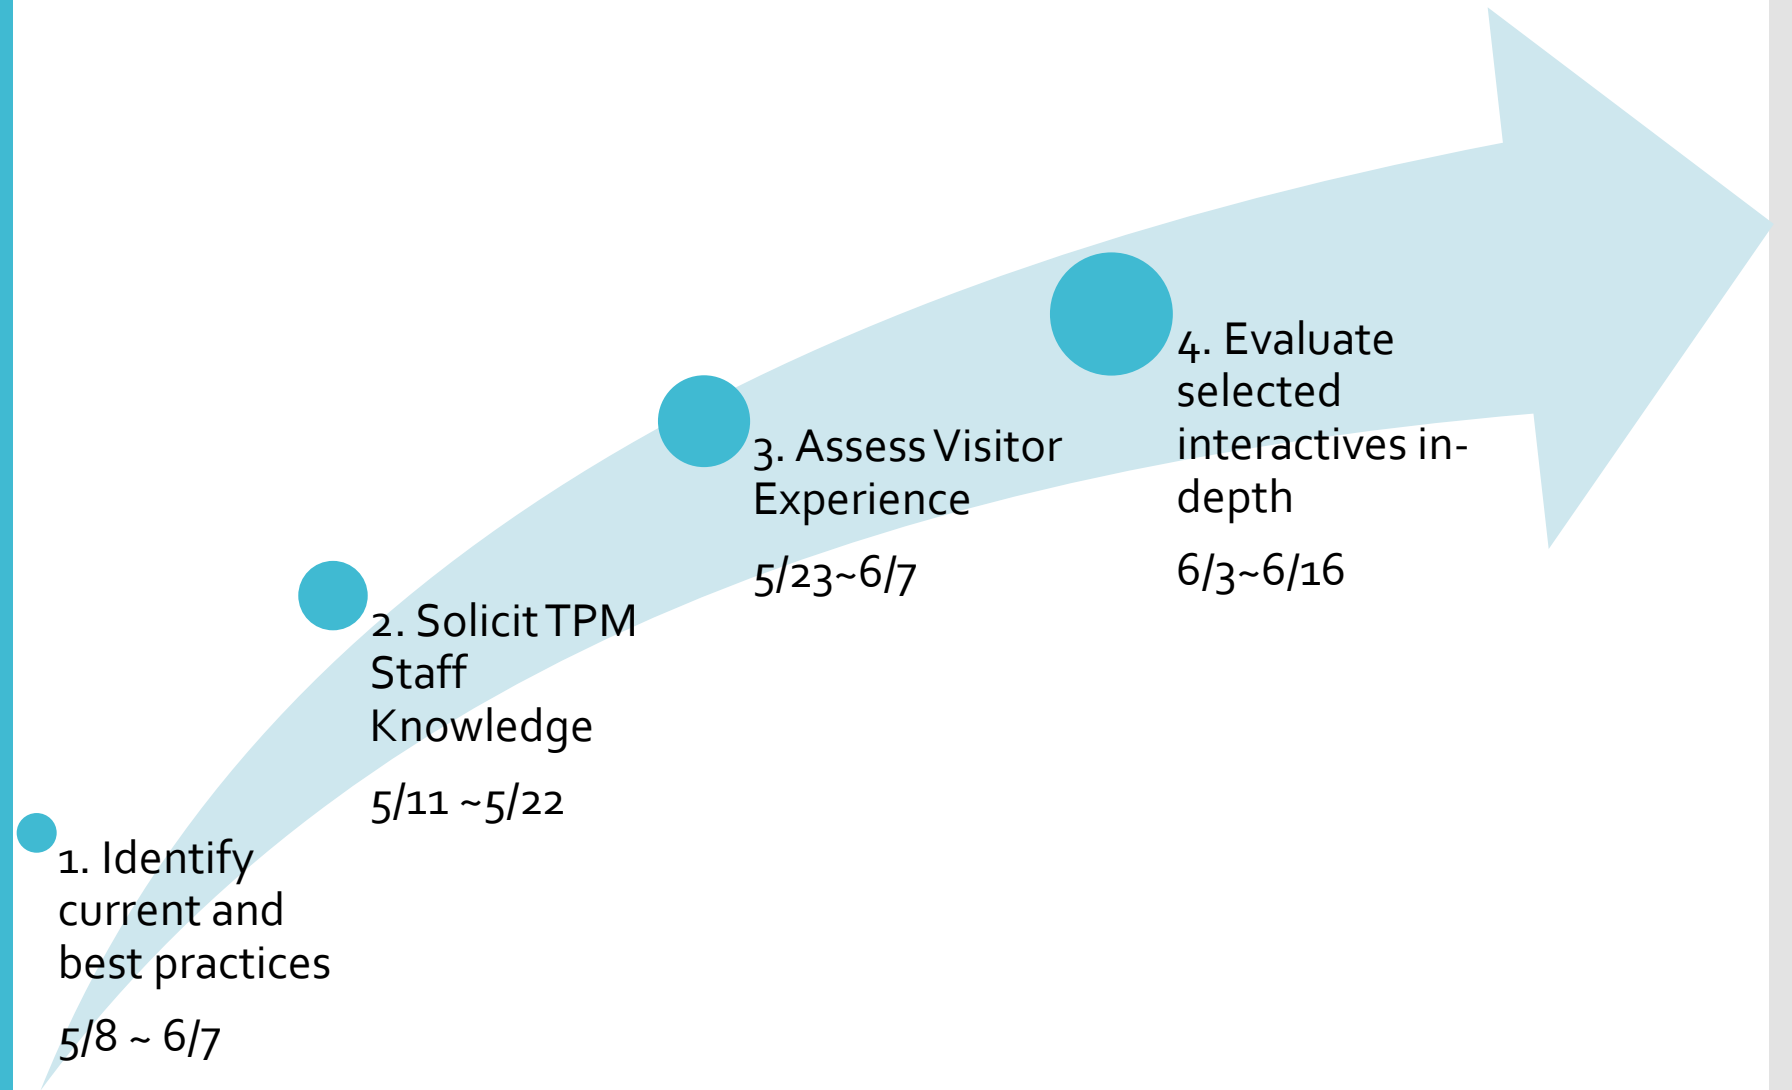 1. Identify
current and
best practices
5/8 ~ 6/7
2. Solicit TPM
Staff
Knowledge
5/11 ~5/22
3. Assess Visitor
Experience
5/23~6/7
4. Evaluate
selected
interactives in-
depth
6/3~6/16